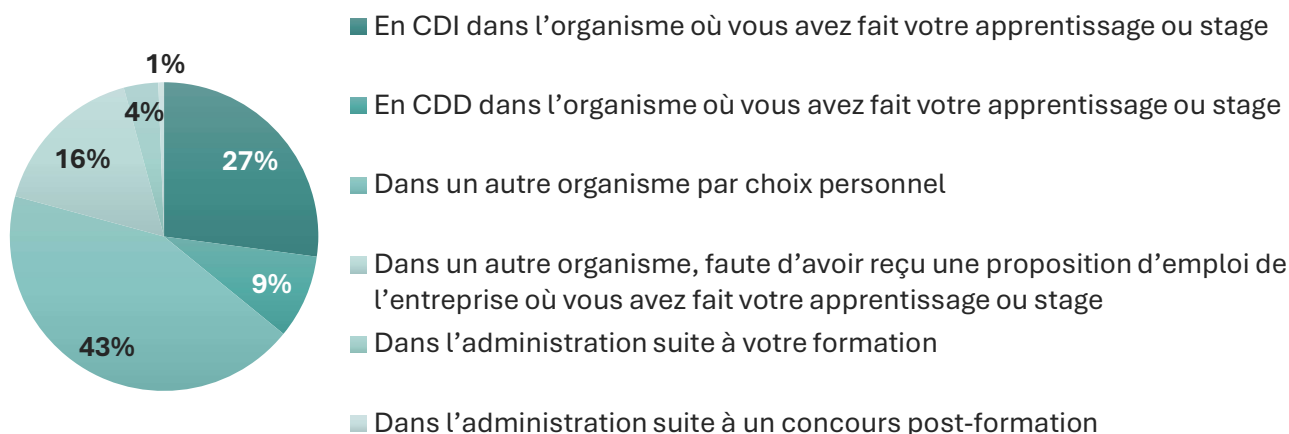 1%
4%
16%
27%
9%
43%
En CDI dans l’organisme où vous avez fait votre apprentissage ou stage
En CDD dans l’organisme où vous avez fait votre apprentissage ou stage
Dans un autre organisme par choix personnel
Dans un autre organisme, faute d’avoir reçu une proposition d’emploi de
l’entreprise où vous avez fait votre apprentissage ou stage
Dans l’administration suite à votre formation
Dans l’administration suite à un concours post-formation